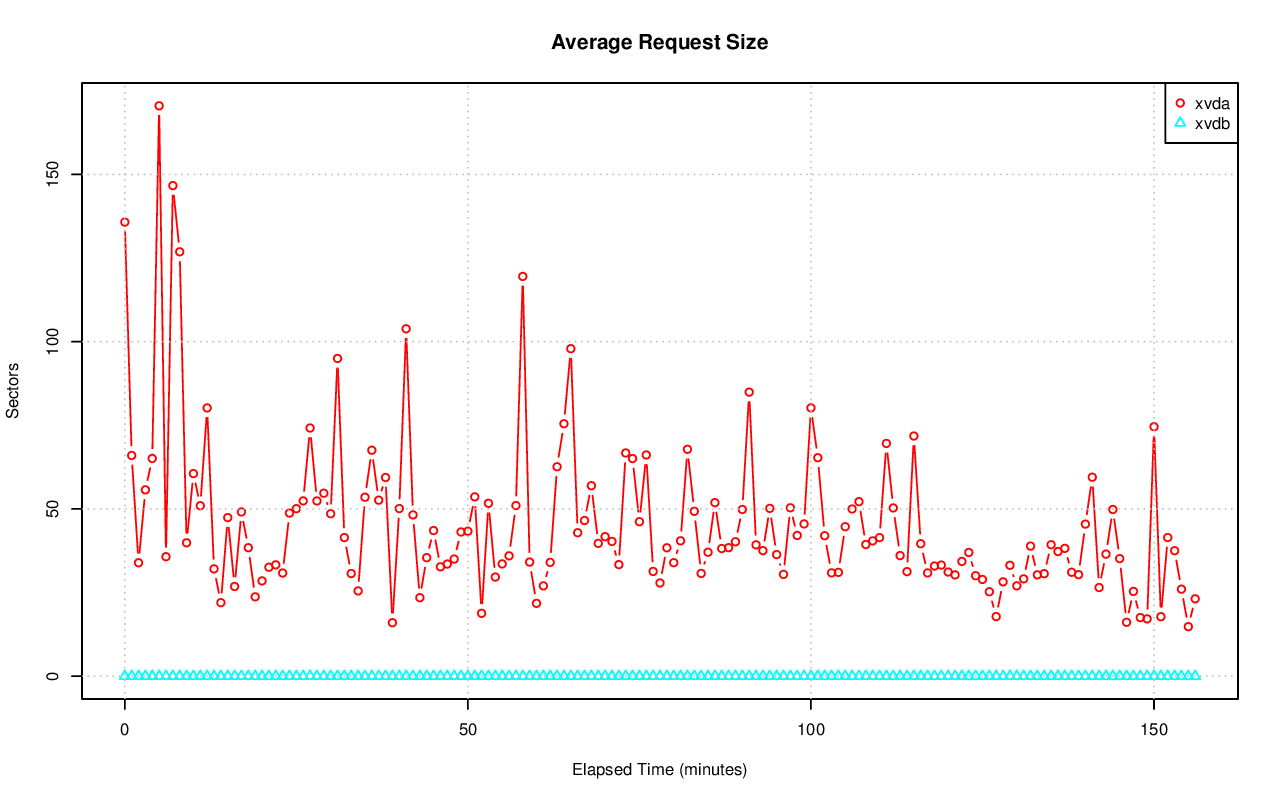 Average Request Size
xvda
xvdb
Sectors
150
100
50
0
0 50 100 150
Elapsed Time (minutes)